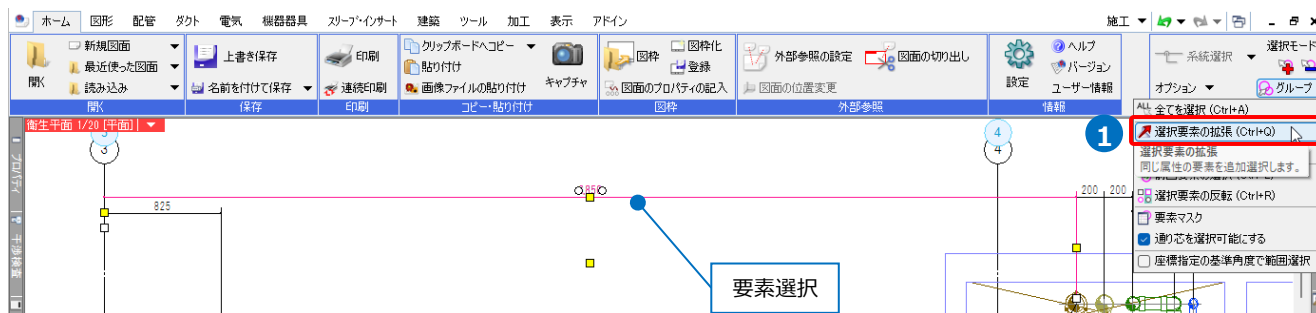 ホーム 図形 配管 ダクト 電気 機器器具 スリーブ・インサート 建築 ツール 加工 表示 アドイン 施工
新規図面 上書き保存 印刷 クリップボードへコピー 図枠 図枠化 外部参照の設定 図面の切り出し ヘルプ 系統選択 選択モード
最近使った図面 貼り付け 登録 バージョン
開く 読み込み 名前を付けて保存 連続印刷 画像ファイルの貼り付け キャプチャ 図面のプロパティの記入 図面の位置変更 設定 ユーザー情報 オプション グループ
開く 保存 印刷 コピー・貼り付け 図枠 外部参照 情報
ALL 全てを選択 (Ctrl+A)
衛生平面 1/20 [平面]
1 選択要素の拡張 (Ctrl+Q)
3 4
3 4
選択要素の拡張
同じ属性の要素を追加選択します。
プロパティ
850
200 200
選択要素の反転 (Ctrl+R)
825
要素マスク
干渉検査
通り芯を選択可能にする
座標指定の基準角度で範囲選択
要素選択